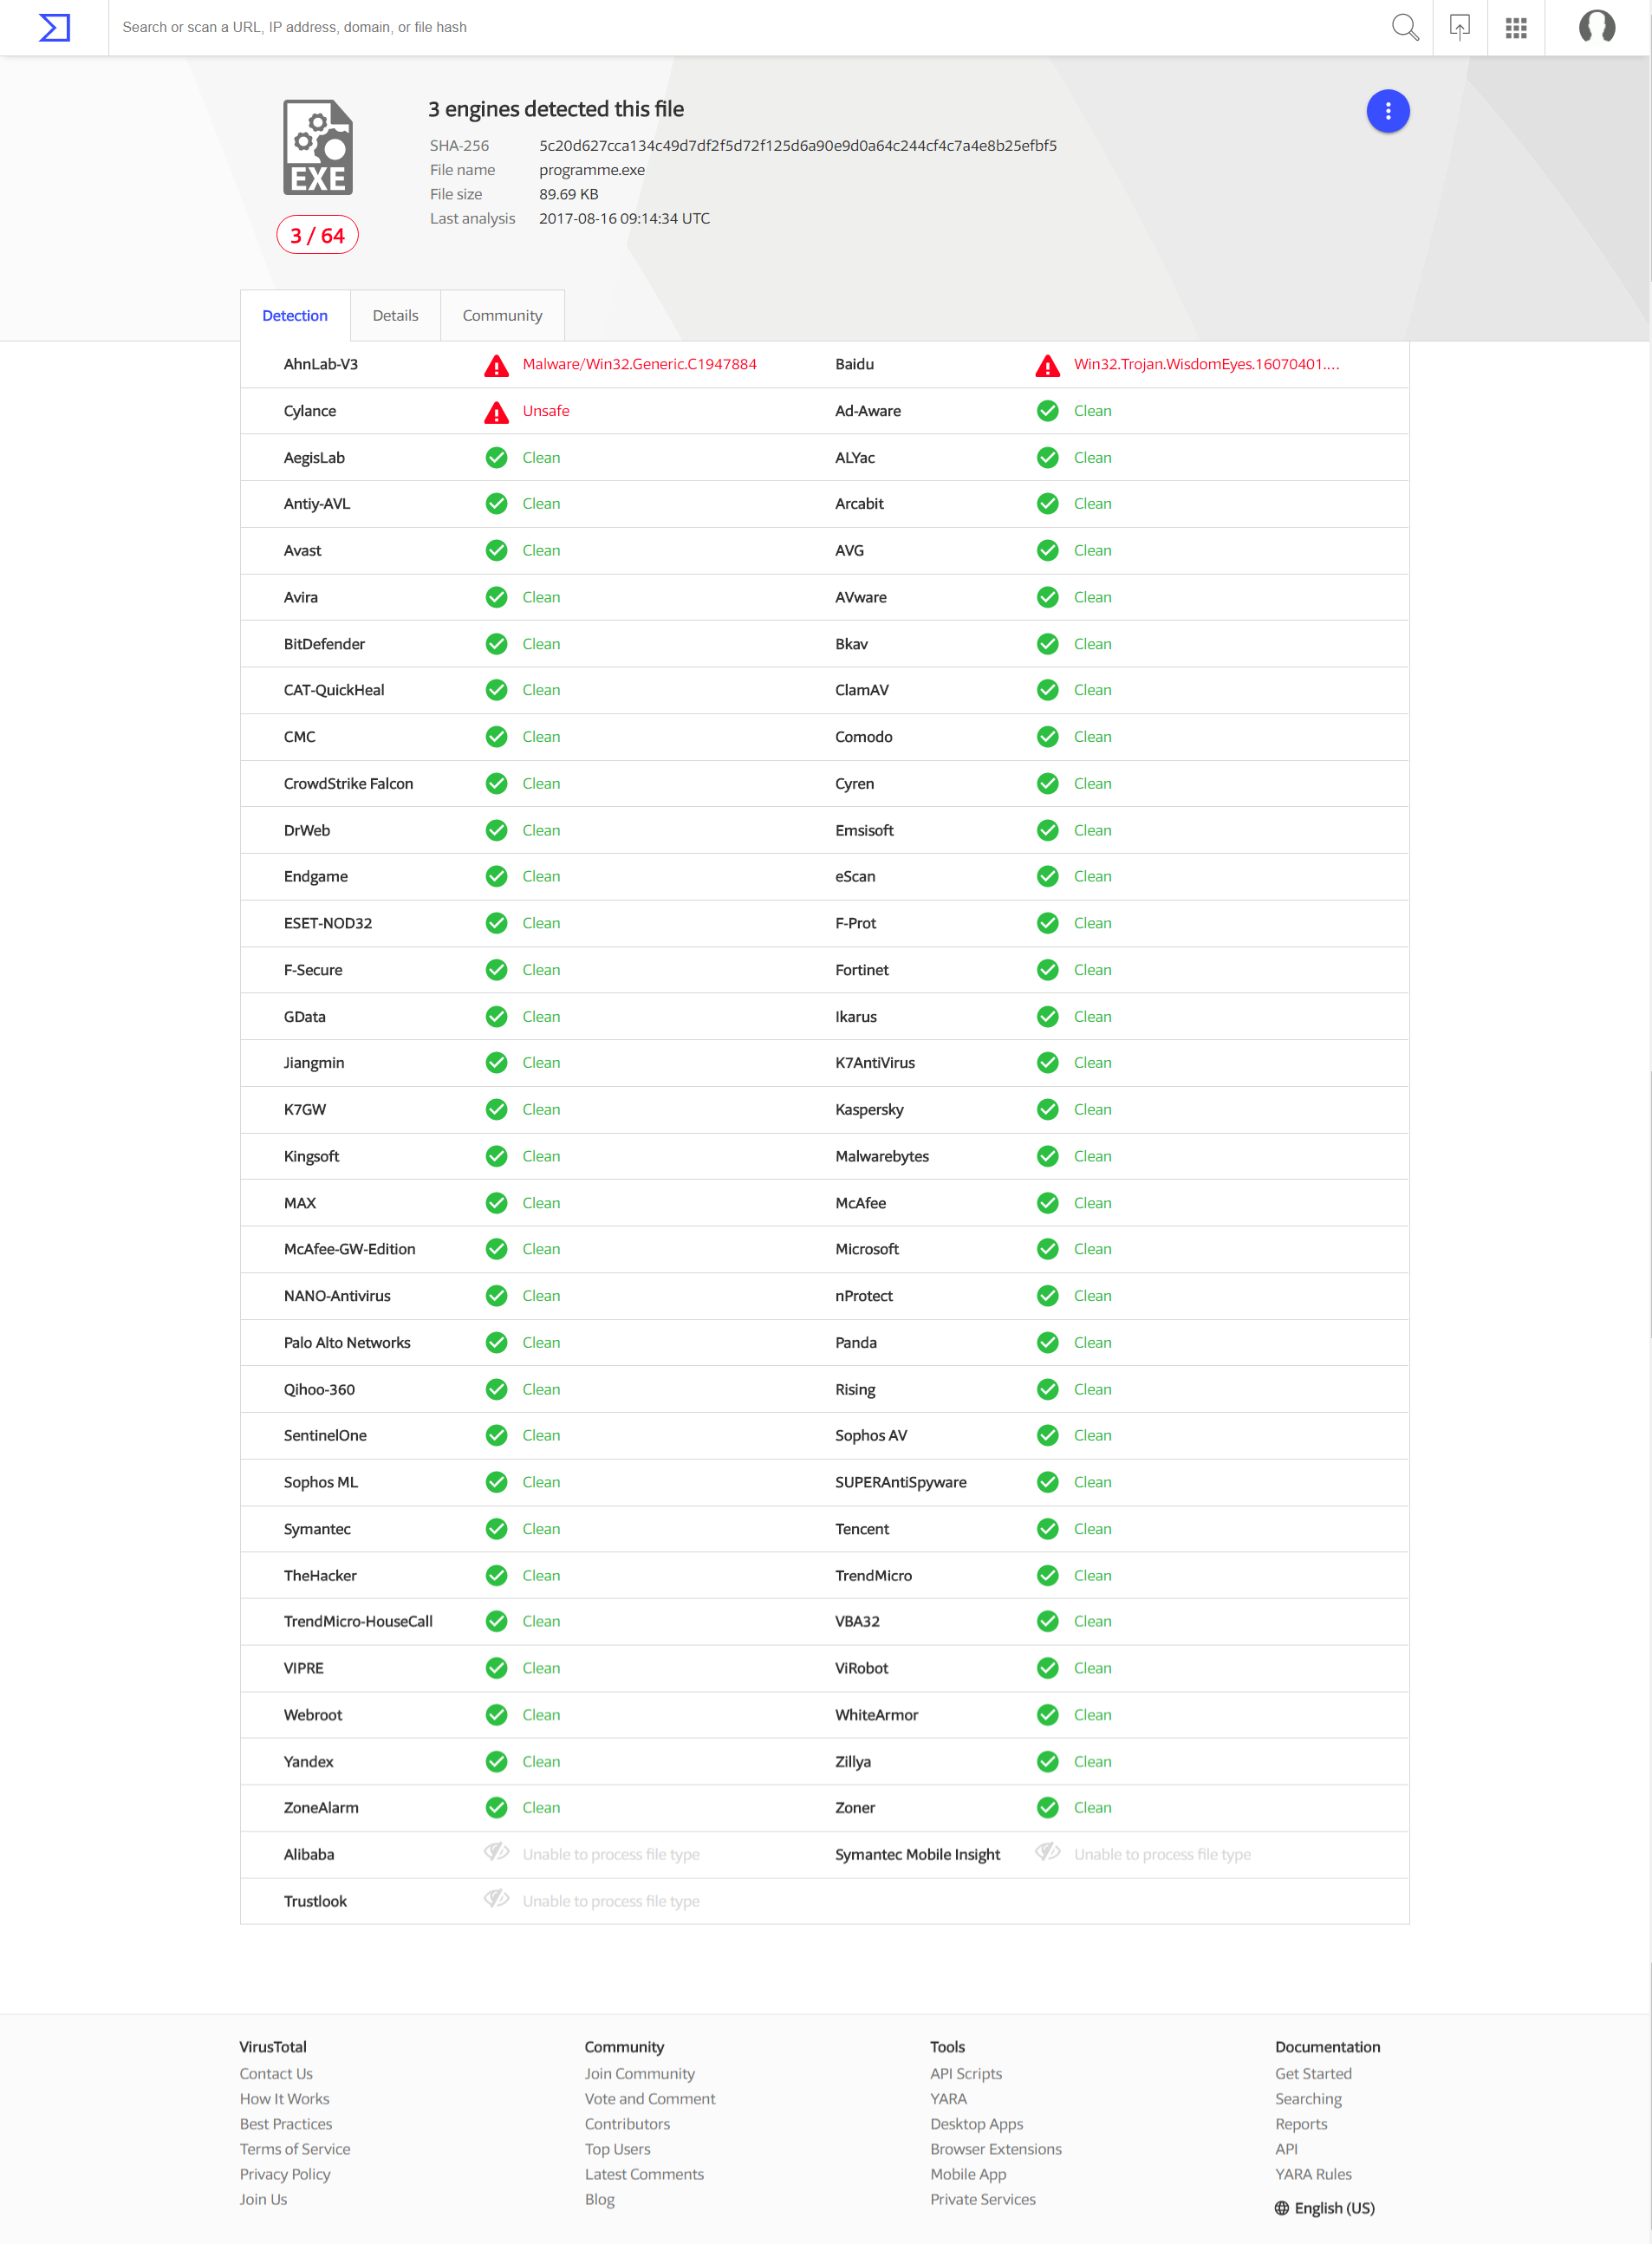 Search or scan a URL, IP address, domain, or file hash
EXE
3 / 64
3 engines detected this file
SHA-256 5c20d627cca134c49d7df2f5d72f125d6a90e9d0a64c244cf4c7a4e8b25efbf5
File name programme.exe
File size 89.69 KB
Last analysis 2017-08-16 09:14:34 UTC
Detection Details Community
AhnLab-V3 Malware/Win32.Generic.C1947884 Baidu Win32.Trojan.WisdomEyes.16070401....
Cylance Unsafe Ad-Aware Clean
AegisLab Clean ALYac Clean
Antiy-AVL Clean Arcabit Clean
Avast Clean AVG Clean
Avira Clean AVware Clean
BitDefender Clean Bkav Clean
CAT-QuickHeal Clean ClamAV Clean
CMC Clean Comodo Clean
CrowdStrike Falcon Clean Cyren Clean
DrWeb Clean Emsisoft Clean
Endgame Clean eScan Clean
ESET-NOD32 Clean F-Prot Clean
F-Secure Clean Fortinet Clean
GData Clean Ikarus Clean
Jiangmin Clean K7AntiVirus Clean
K7GW Clean Kaspersky Clean
Kingsoft Clean Malwarebytes Clean
MAX Clean McAfee Clean
McAfee-GW-Edition Clean Microsoft Clean
NANO-Antivirus Clean nProtect Clean
Palo Alto Networks Clean Panda Clean
Qihoo-360 Clean Rising Clean
SentinelOne Clean Sophos AV Clean
Sophos ML Clean SUPERAntiSpyware Clean
Symantec Clean Tencent Clean
TheHacker Clean TrendMicro Clean
TrendMicro-HouseCall Clean VBA32 Clean
VIPRE Clean ViRobot Clean
Webroot Clean WhiteArmor Clean
Yandex Clean Zillya Clean
ZoneAlarm Clean Zoner Clean
Alibaba Unable to process file type Symantec Mobile Insight Unable to process file type
Trustlook Unable to process file type
VirusTotal Community Tools Documentation
Contact Us Join Community API Scripts Get Started
How It Works Vote and Comment YARA Searching
Best Practices Contributors Desktop Apps Reports
Terms of Service Top Users Browser Extensions API
Privacy Policy Latest Comments Mobile App YARA Rules
Join Us Blog Private Services
English (US)